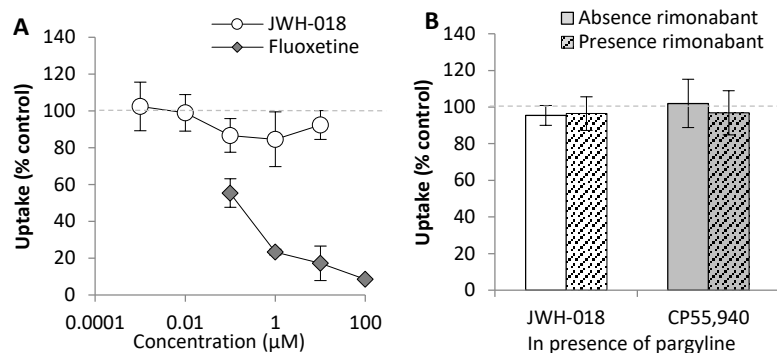 A
JWH-018
Fluoxetine
Uptake (% control)
140
120
100
80
60
40
20
0
0.0001
0.01
1
100
Concentration (µM)
B
Absence rimonabant
Presence rimonabant
Uptake (% control)
140
120
100
80
60
40
20
0
JWH-018
CP55,940
In presence of pargyline